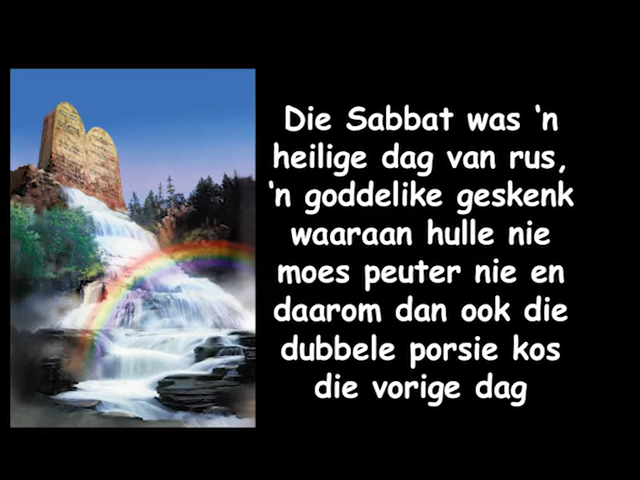 Die Sabbat was ‘n
heilige dag van rus,
‘n goddelike geskenk
waaraan hulle nie
moes peuter nie en
daarom dan ook die
dubbele porsie kos
die vorige dag